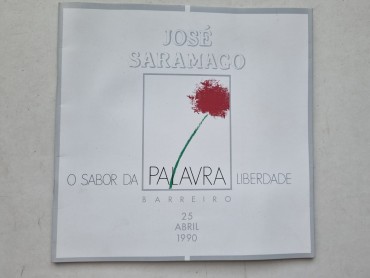 JOSÉ
SARAMAGO
O SABOR DA PALAVRA LIBERDADE
BARREIRO
25
ABRIL
1990